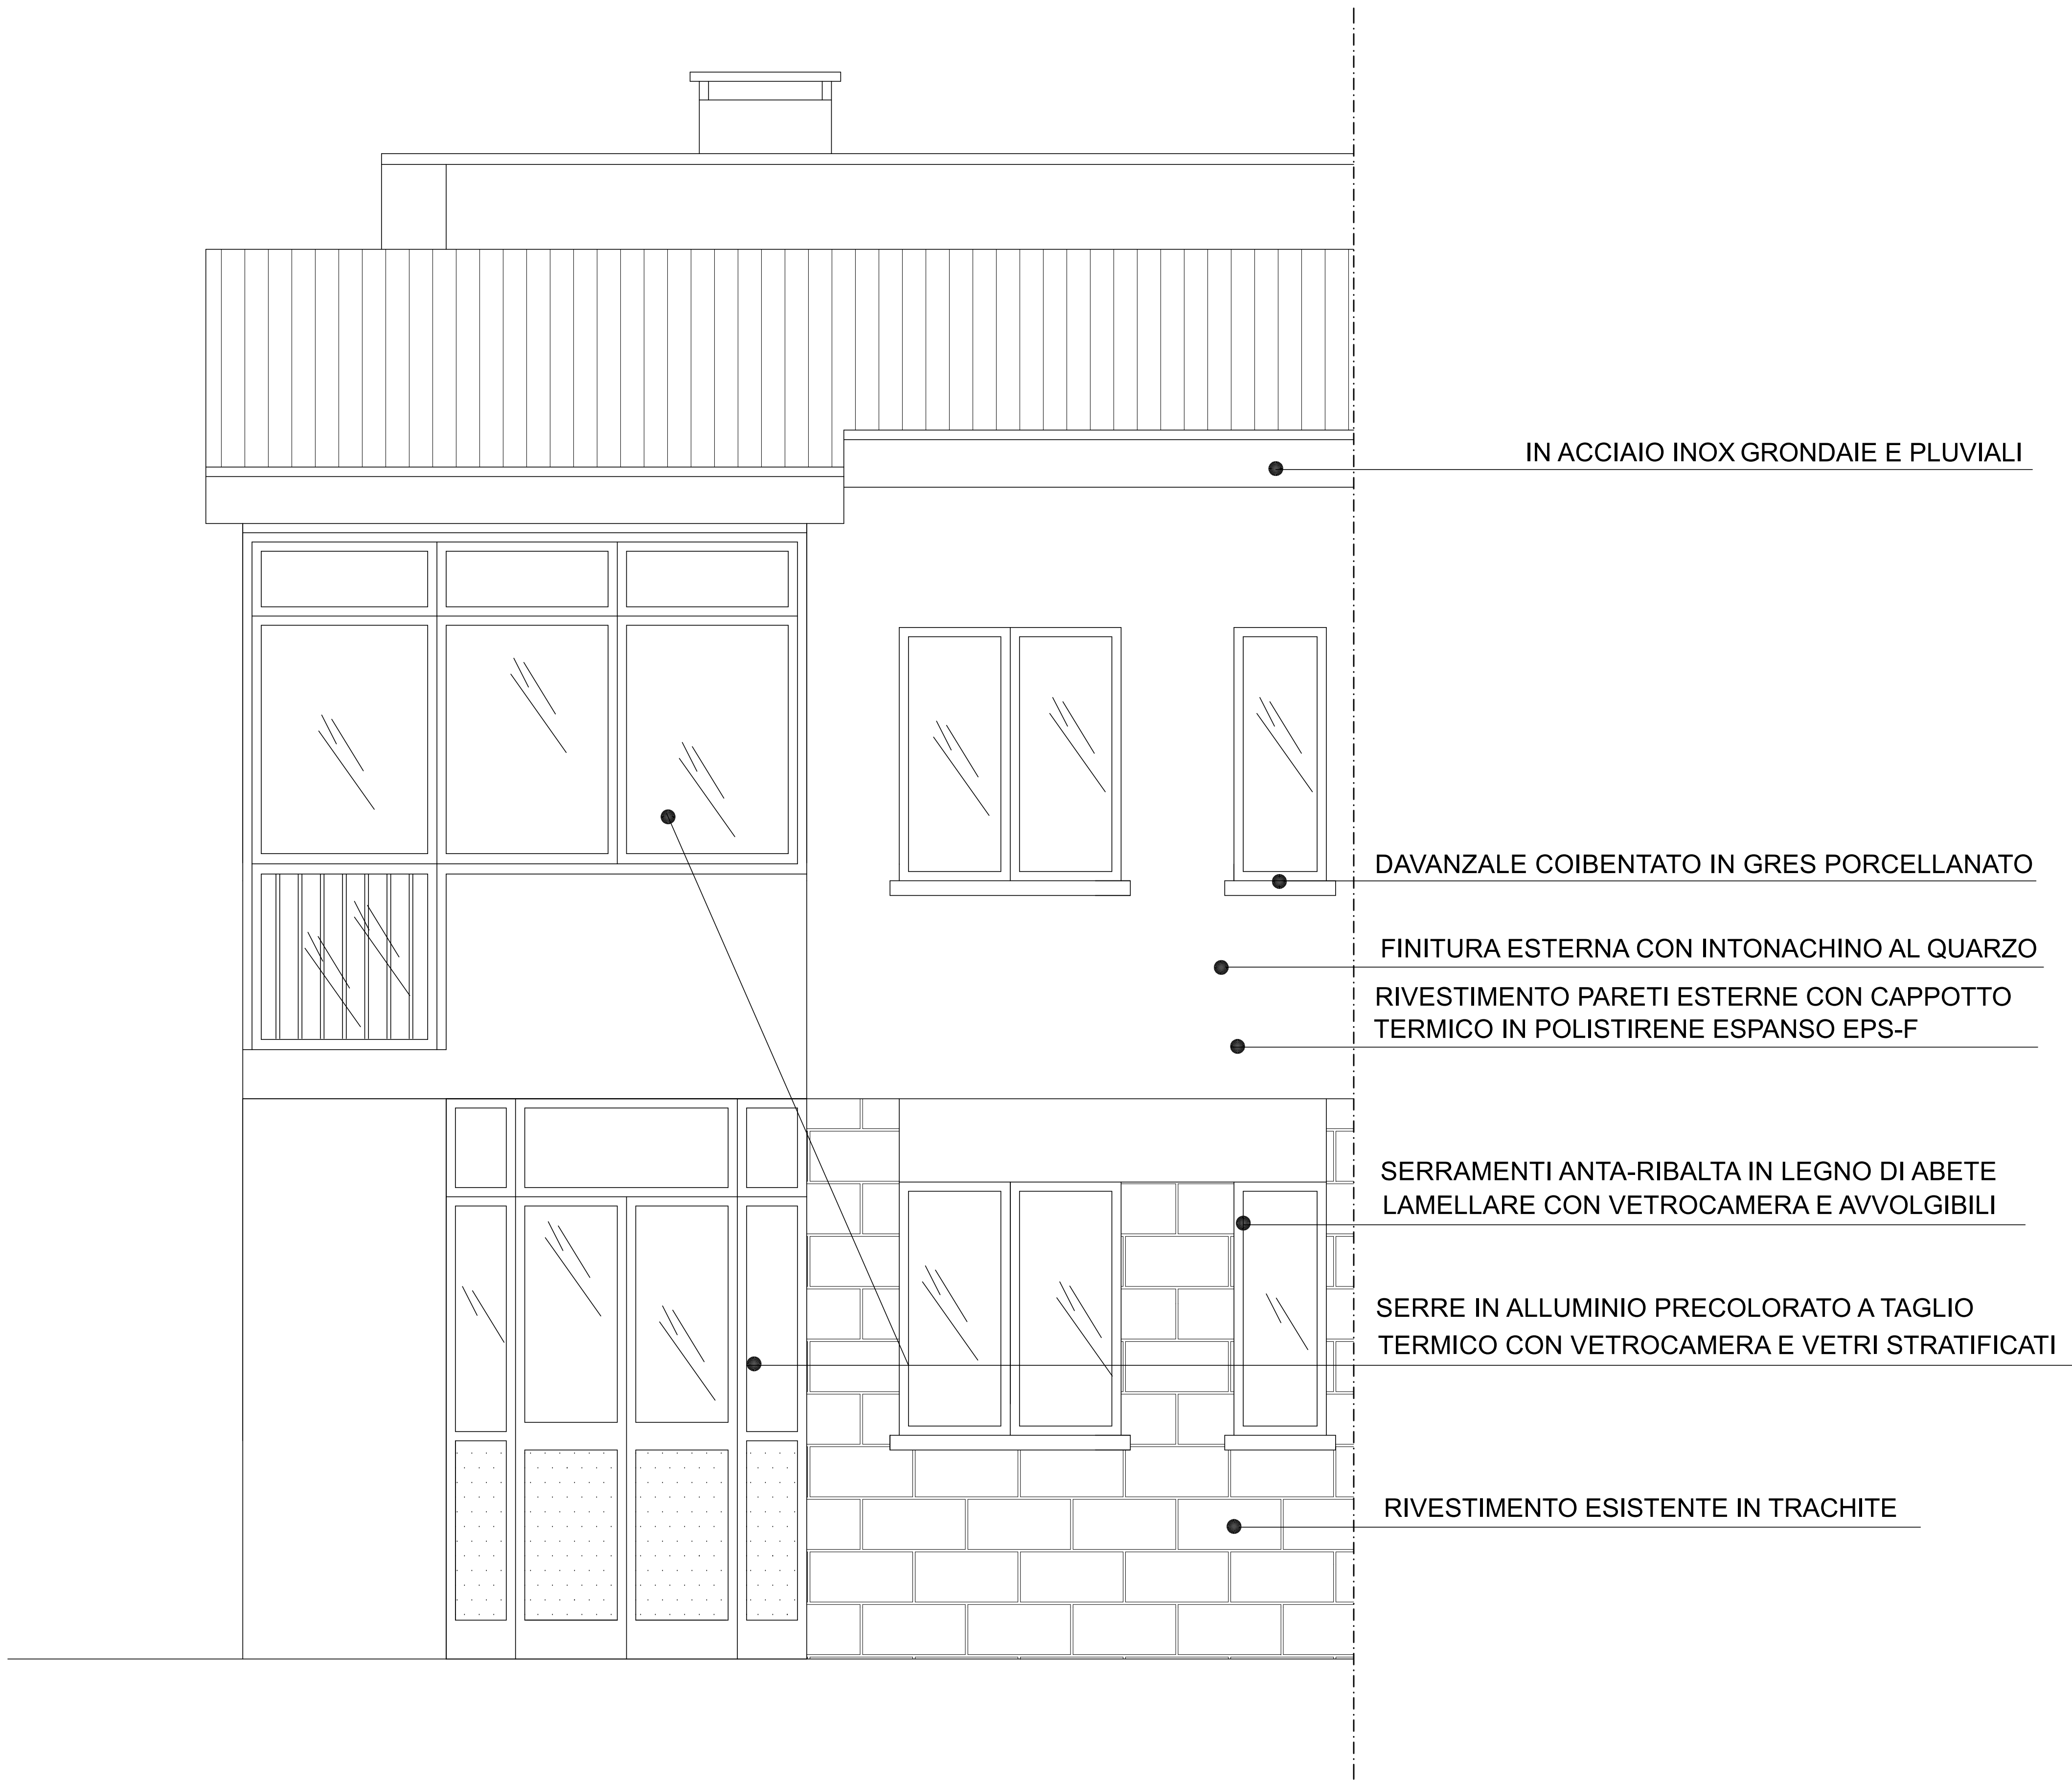 IN ACCIAIO INOX GRONDAIE E PLUVIALI
DAVANZALE COIBENTATO IN GRES PORCELLANATO
FINITURA ESTERNA CON INTONACHINO AL QUARZO
RIVESTIMENTO PARETI ESTERNE CON CAPPOTTO
TERMICO IN POLISTIRENE ESPANSO EPS-F
SERRAMENTI ANTA-RIBALTA IN LEGNO DI ABETE
LAMELLARE CON VETROCAMERA E AVVOLGIBILI
SERRE IN ALLUMINIO PRECOLORATO A TAGLIO
TERMICO CON VETROCAMERA E VETRI STRATIFICATI
RIVESTIMENTO ESISTENTE IN TRACHITE